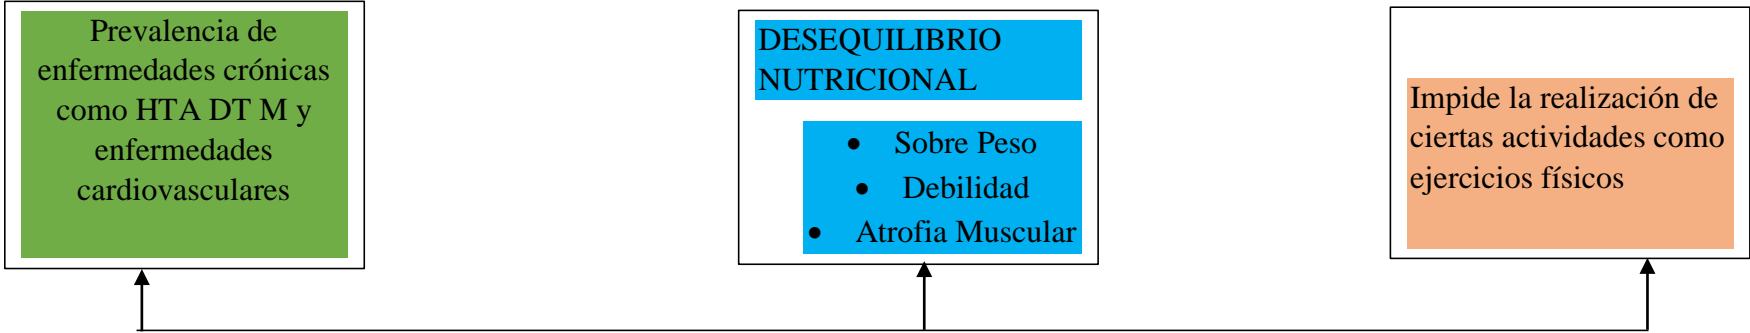 Prevalencia de
enfermedades crónicas
como HTA DT M y
enfermedades
cardiovasculares
DESEQUILIBRIO
NUTRICIONAL
• Sobre Peso
• Debilidad
• Atrofia Muscular
Impide la realización de
ciertas actividades como
ejercicios físicos